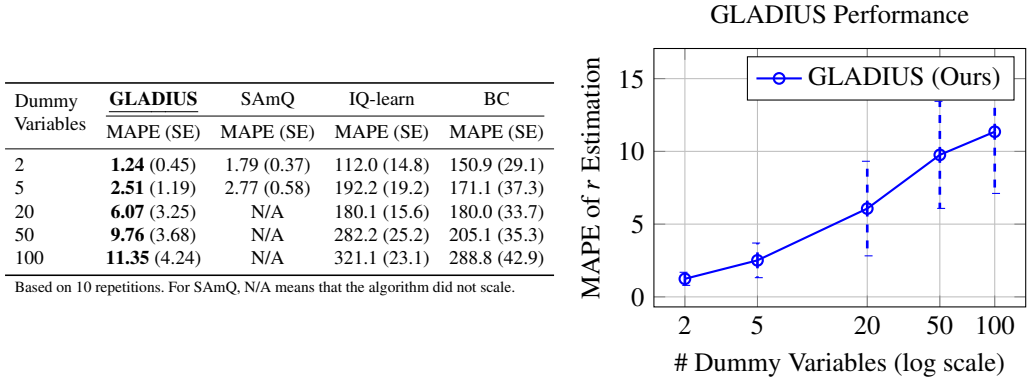 Dummy Variables GLADIUS SAmQ IQ-learn BC
MAPE (SE) MAPE (SE) MAPE (SE) MAPE (SE)
2 1.24 (0.45) 1.79 (0.37) 112.0 (14.8) 150.9 (29.1)
5 2.51 (1.19) 2.77 (0.58) 192.2 (19.2) 171.1 (37.3)
20 6.07 (3.25) N/A 180.1 (15.6) 180.0 (33.7)
50 9.76 (3.68) N/A 282.2 (25.2) 205.1 (35.3)
100 11.35 (4.24) N/A 321.1 (23.1) 288.8 (42.9)
Based on 10 repetitions. For SAmQ, N/A means that the algorithm did not scale.
GLADIUS Performance
GLADIUS (Ours)
MAPE of r Estimation
15
10
5
0
2 5 20 50 100
# Dummy Variables (log scale)